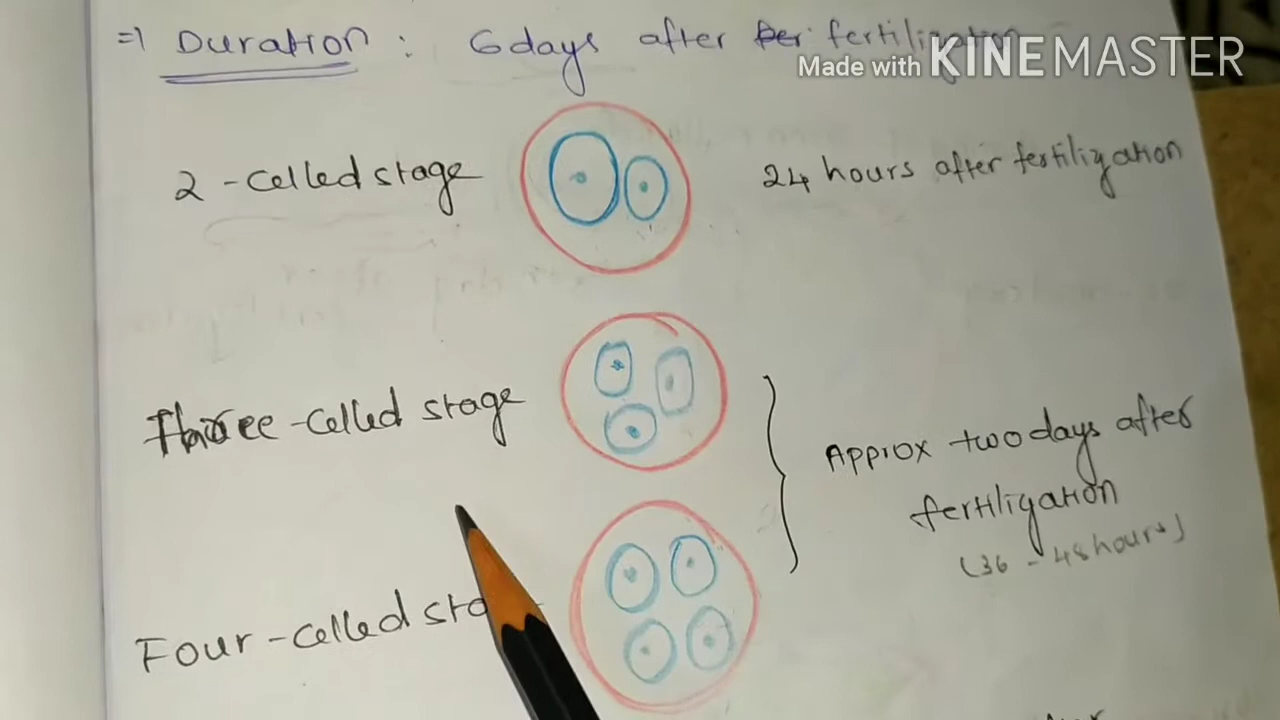 =) Duration : 6 days after fertilization
Made with KINEMASTER
2 - celled stage 24 hours after fertilization
Three - celled stage
Approx two days after
fertilization
(36 - 48 hours)
Four - celled sta